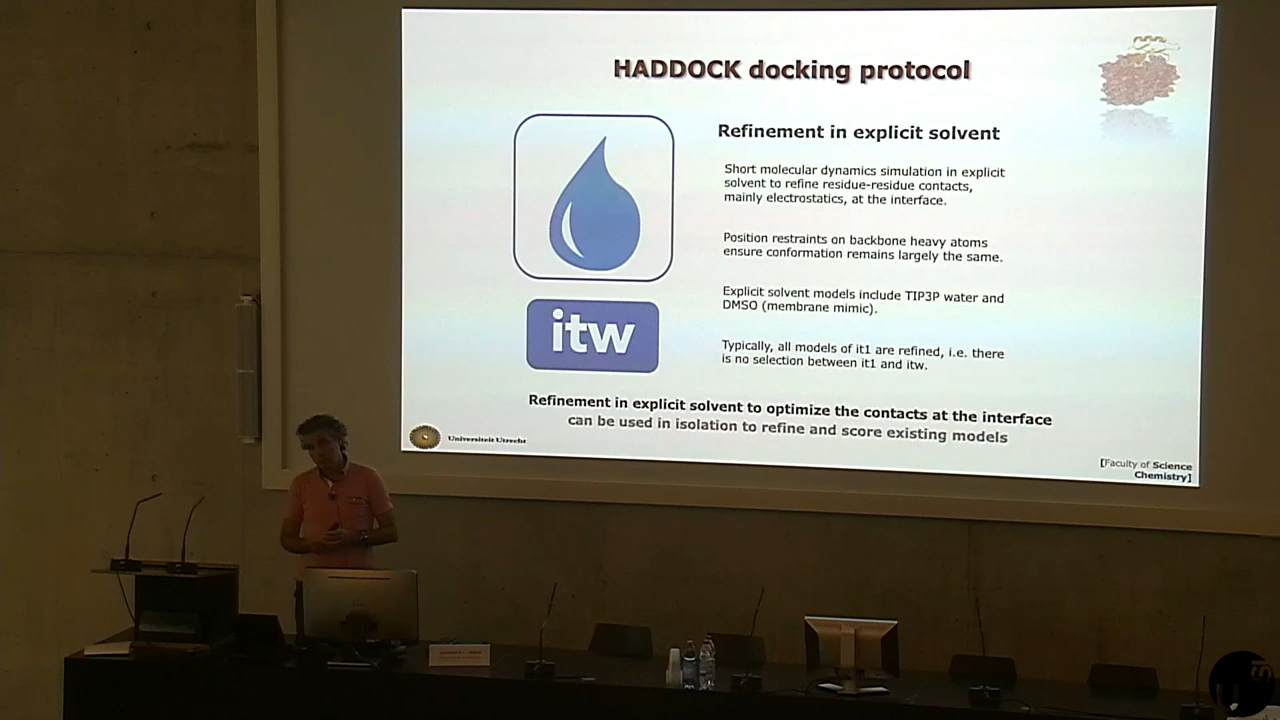 HADDOCK docking protocol
Refinement in explicit solvent
Short molecular dynamics simulation in explicit
solvent to refine residue-residue contacts,
mainly electrostatics, at the interface.
Position restraints on backbone heavy atoms
ensure conformation remains largely the same.
Explicit solvent models include TIP3P water and
DMSO (membrane mimic).
itw
Typically, all models of it1 are refined, i.e. there
is no selection between it1 and itw.
Refinement in explicit solvent to optimize the contacts at the interface
can be used in isolation to refine and score existing models
Universiteit Utrecht
[Faculty of Science
Chemistry]